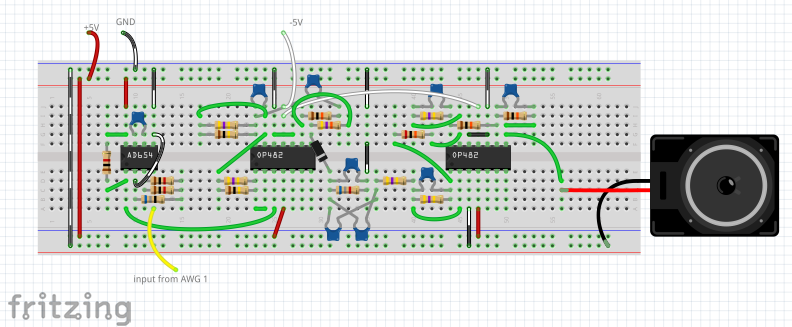 +5V
GND
-5V
AD654
OP482
OP482
input from AWG 1
fritzing